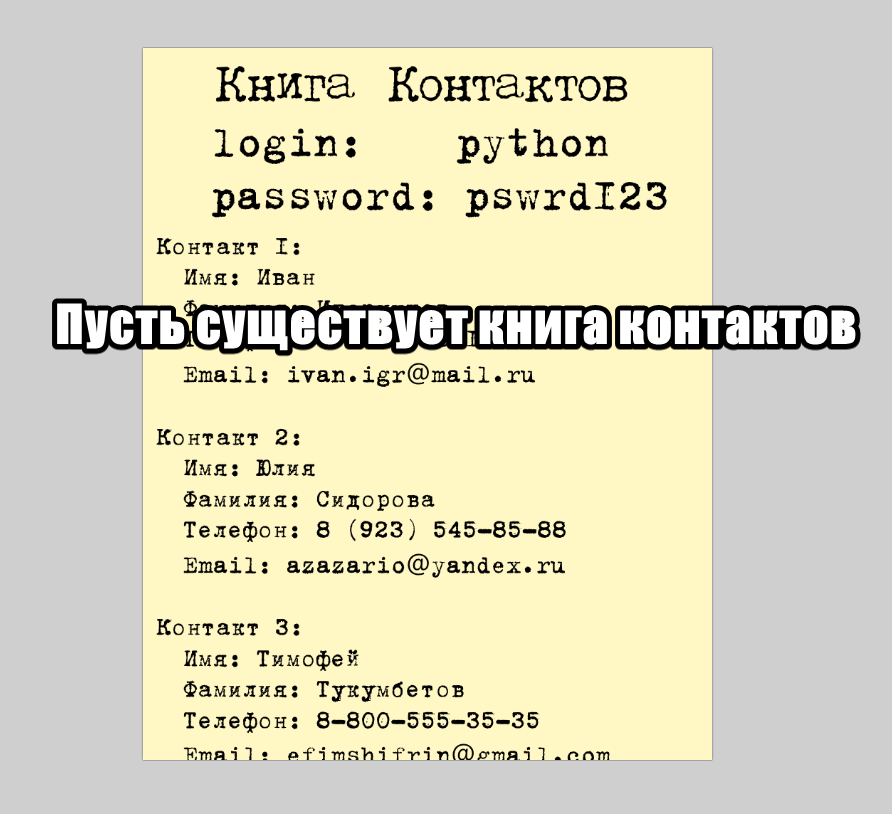 Книга Контактов
login: python
password: pswrd123
Контакт 1:
Имя: Иван
Пусть существует книга контактов
Email: ivan.igr@mail.ru
Контакт 2:
Имя: Юлия
Фамилия: Сидорова
Телефон: 8 (923) 545-85-88
Email: azazario@yandex.ru
Контакт 3:
Имя: Тимофей
Фамилия: Тукумбетов
Телефон: 8-800-555-35-35
Email: efimshifrin@gmail.com